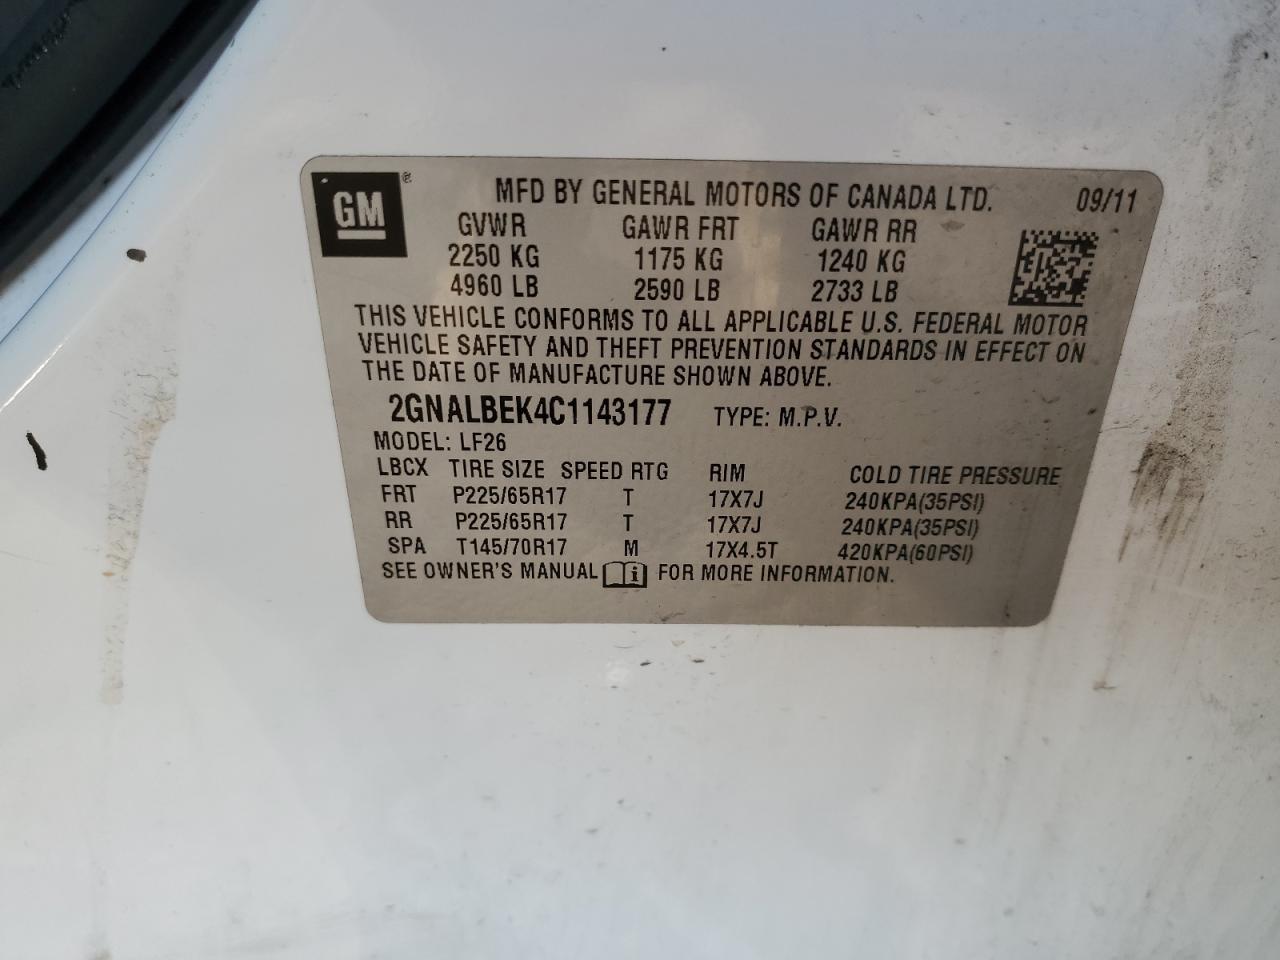 GM ® MFD BY GENERAL MOTORS OF CANADA LTD. 09/11
GVWR GAWR FRT GAWR RR
2250 KG 1175 KG 1240 KG
4960 LB 2590 LB 2733 LB
THIS VEHICLE CONFORMS TO ALL APPLICABLE U.S. FEDERAL MOTOR
VEHICLE SAFETY AND THEFT PREVENTION STANDARDS IN EFFECT ON
THE DATE OF MANUFACTURE SHOWN ABOVE.
2GNALBEK4C1143177 TYPE: M.P.V.
MODEL: LF26
LBCX TIRE SIZE SPEED RTG RIM COLD TIRE PRESSURE
FRT P225/65R17 T 17X7J 240KPA(35PSI)
RR P225/65R17 T 17X7J 240KPA(35PSI)
SPA T145/70R17 M 17X4.5T 420KPA(60PSI)
SEE OWNER'S MANUAL i FOR MORE INFORMATION.